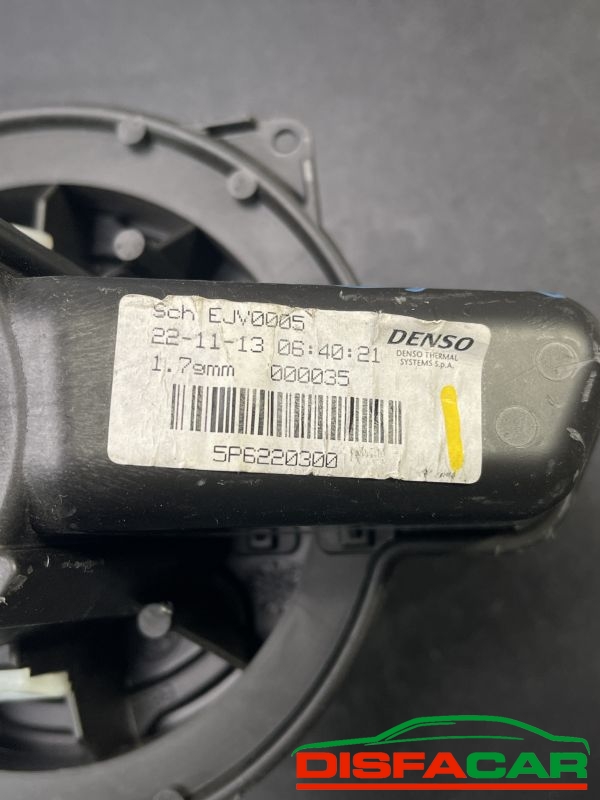 Sch EJV0005
22-11-13 06:40:21
1.79mm 000035
DENSO
DENSO THERMAL
SYSTEMS S.p.A.
5P6220300
DISFACAR